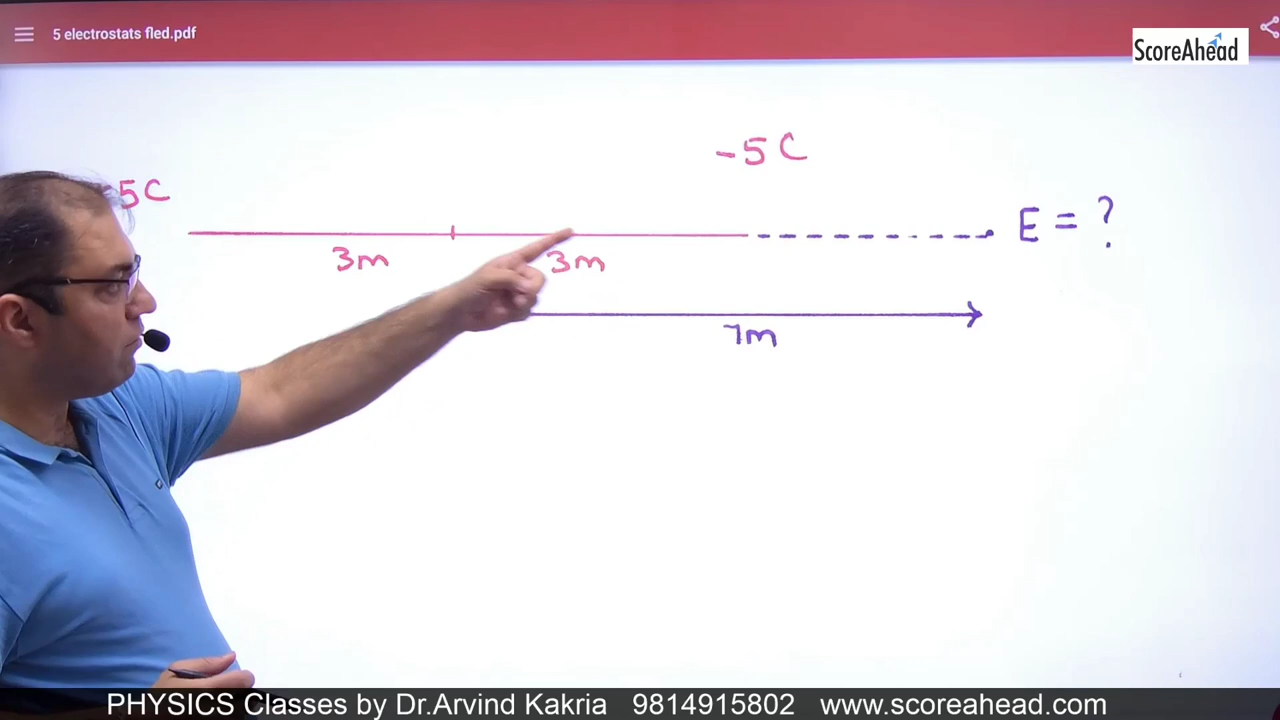 5 electrostats fled.pdf
ScoreAhead
-5C
5C
E = ?
3m
3m
7m
PHYSICS Classes by Dr.Arvind Kakria 9814915802 www.scoreahead.com